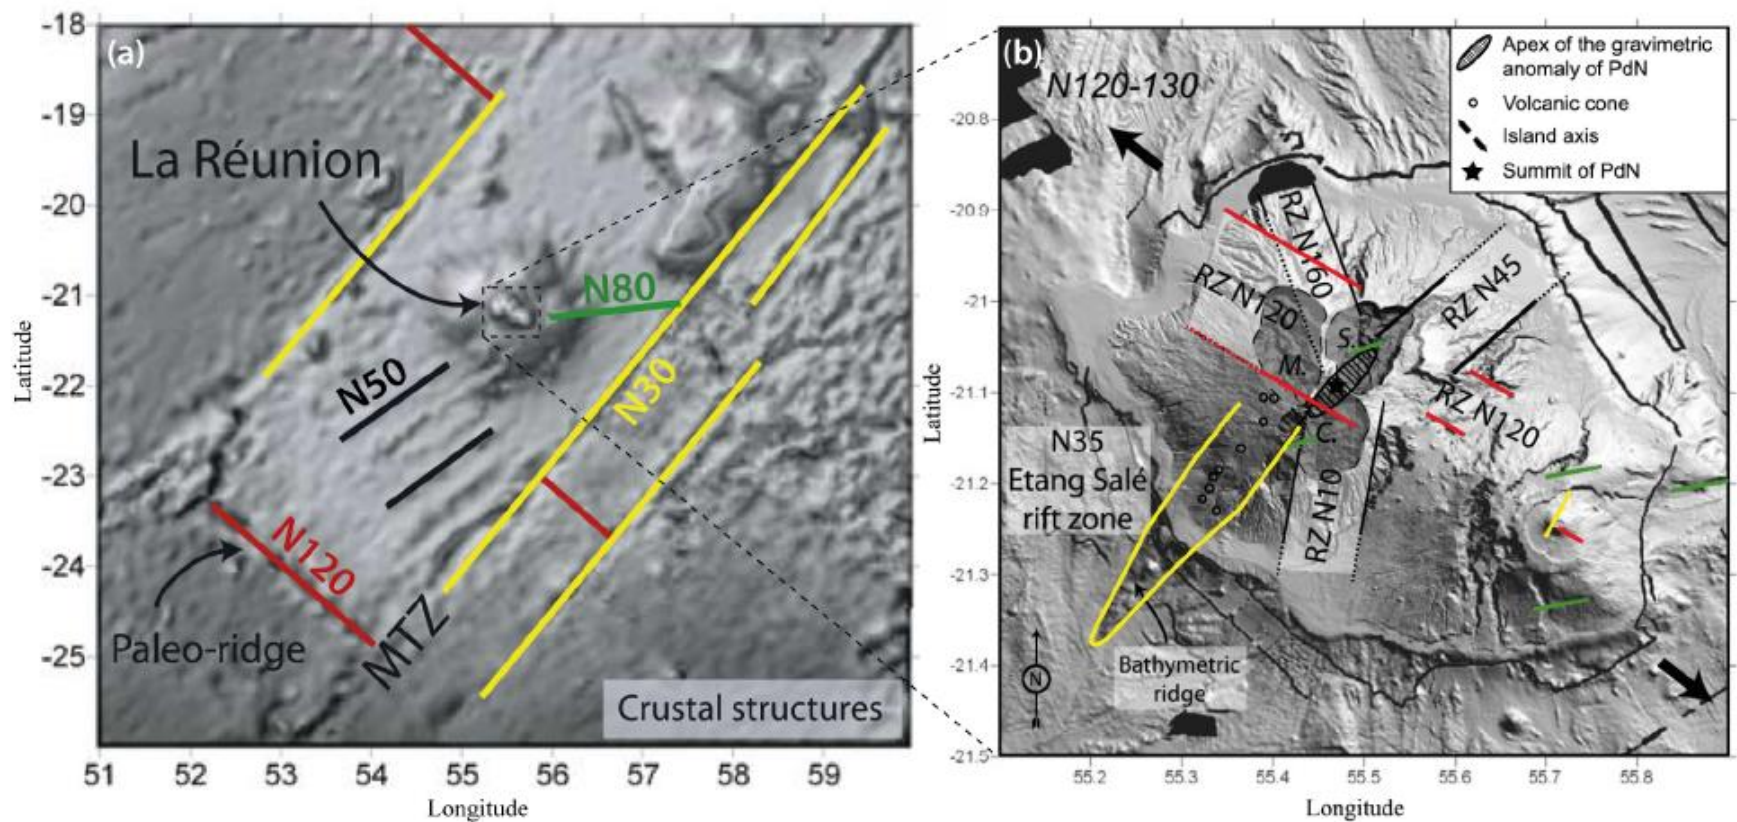 (a)
La Réunion
N80
N50
N30
N120
Paleo-ridge
MTZ
Crustal structures
Latitude
-18
-19
-20
-21
-22
-23
-24
-25
51
52
53
54
55
56
57
58
59
Longitude
(b)
N120-130
Apex of the gravimetric
anomaly of PdN
Volcanic cone
Island axis
Summit of PdN
RZ N160
RZ N120
RZ N45
S.
M.
C.
RZ N120
N35
Etang Salé
rift zone
RZ N10
Bathymetric
ridge
N
Latitude
-20.8
-20.9
-21
-21.1
-21.2
-21.3
-21.4
-21.5
55.2
55.3
55.4
55.5
55.6
55.7
55.8
Longitude